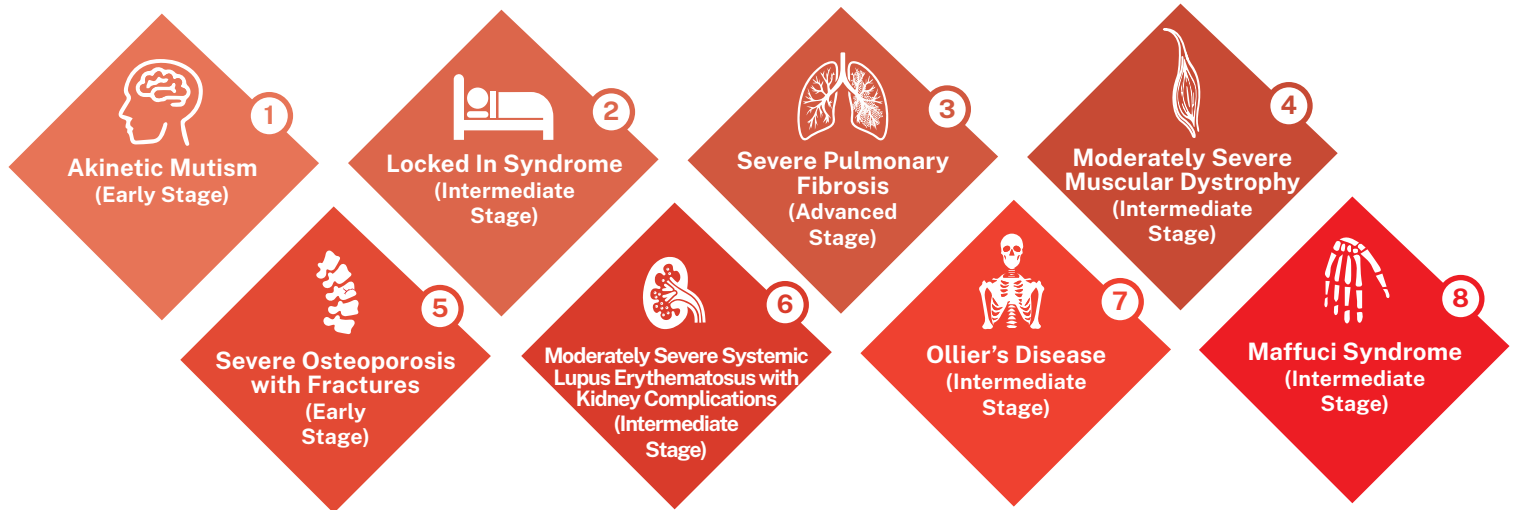 1
Akinetic Mutism
(Early Stage)
2
Locked In Syndrome
(Intermediate
Stage)
3
Severe Pulmonary
Fibrosis
(Advanced
Stage)
4
Moderately Severe
Muscular Dystrophy
(Intermediate
Stage)
5
Severe Osteoporosis
with Fractures
(Early
Stage)
6
Moderately Severe Systemic
Lupus Erythematosus with
Kidney Complications
(Intermediate
Stage)
7
Ollier’s Disease
(Intermediate
Stage)
8
Maffuci Syndrome
(Intermediate
Stage)